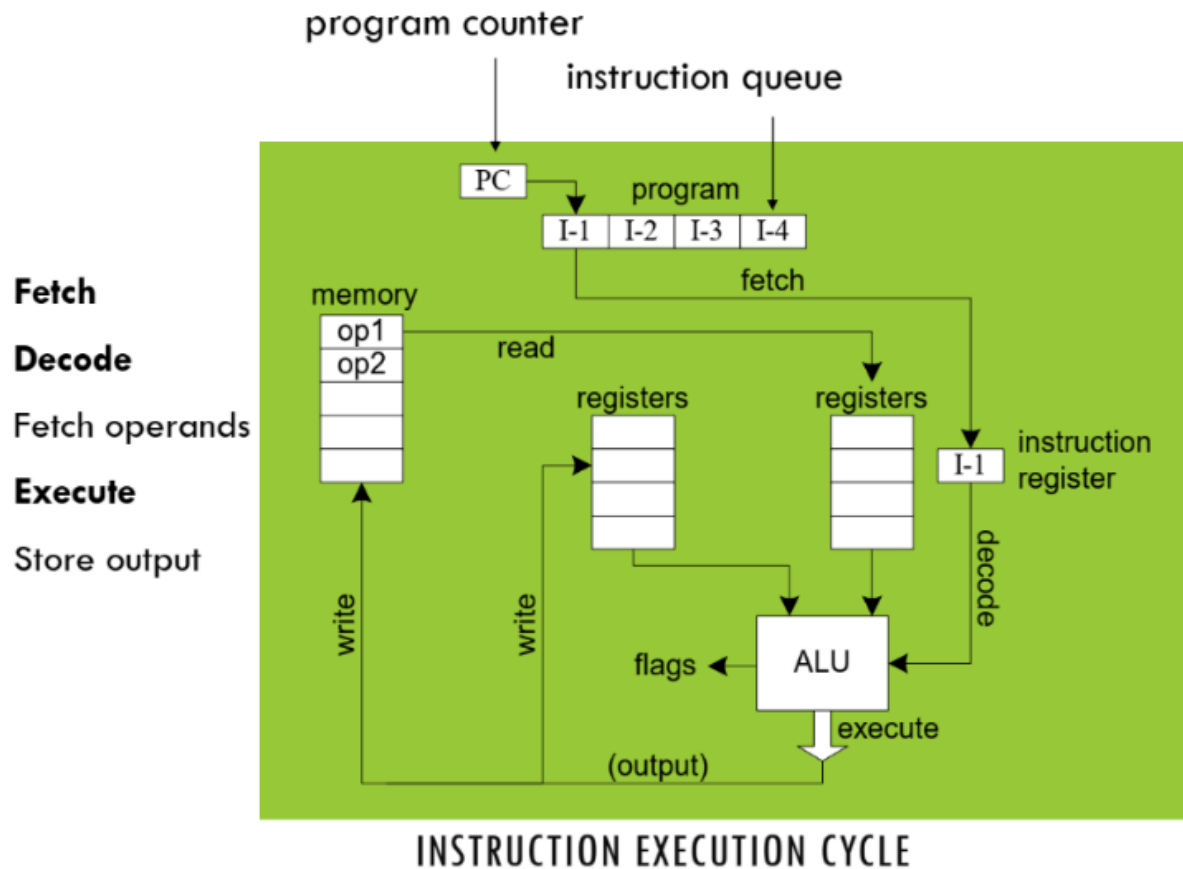 program counter
instruction queue
PC
program
I-1 I-2 I-3 I-4
fetch
Fetch
memory
op1
read
Decode
op2
registers
registers
Fetch operands
I-1
instruction
register
Execute
decode
Store output
write
write
flags
ALU
execute
(output)
INSTRUCTION EXECUTION CYCLE